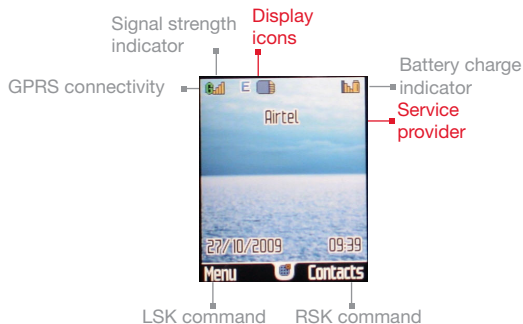 Signal strength
indicator
Display
icons
GPRS connectivity
Battery charge
indicator
Service
provider
E
Airtel
27/10/2009 09:39
Menu Contacts
LSK command RSK command